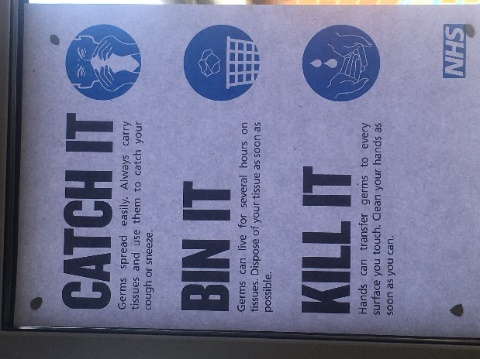 CATCH IT
Germs spread easily. Always carry
tissues and use them to catch your
cough or sneeze.
BIN IT
Germs can live for several hours on
tissues. Dispose of your tissue as soon as
possible.
KILL IT
Hands can transfer germs to every
surface you touch. Clean your hands as
soon as you can.
NHS